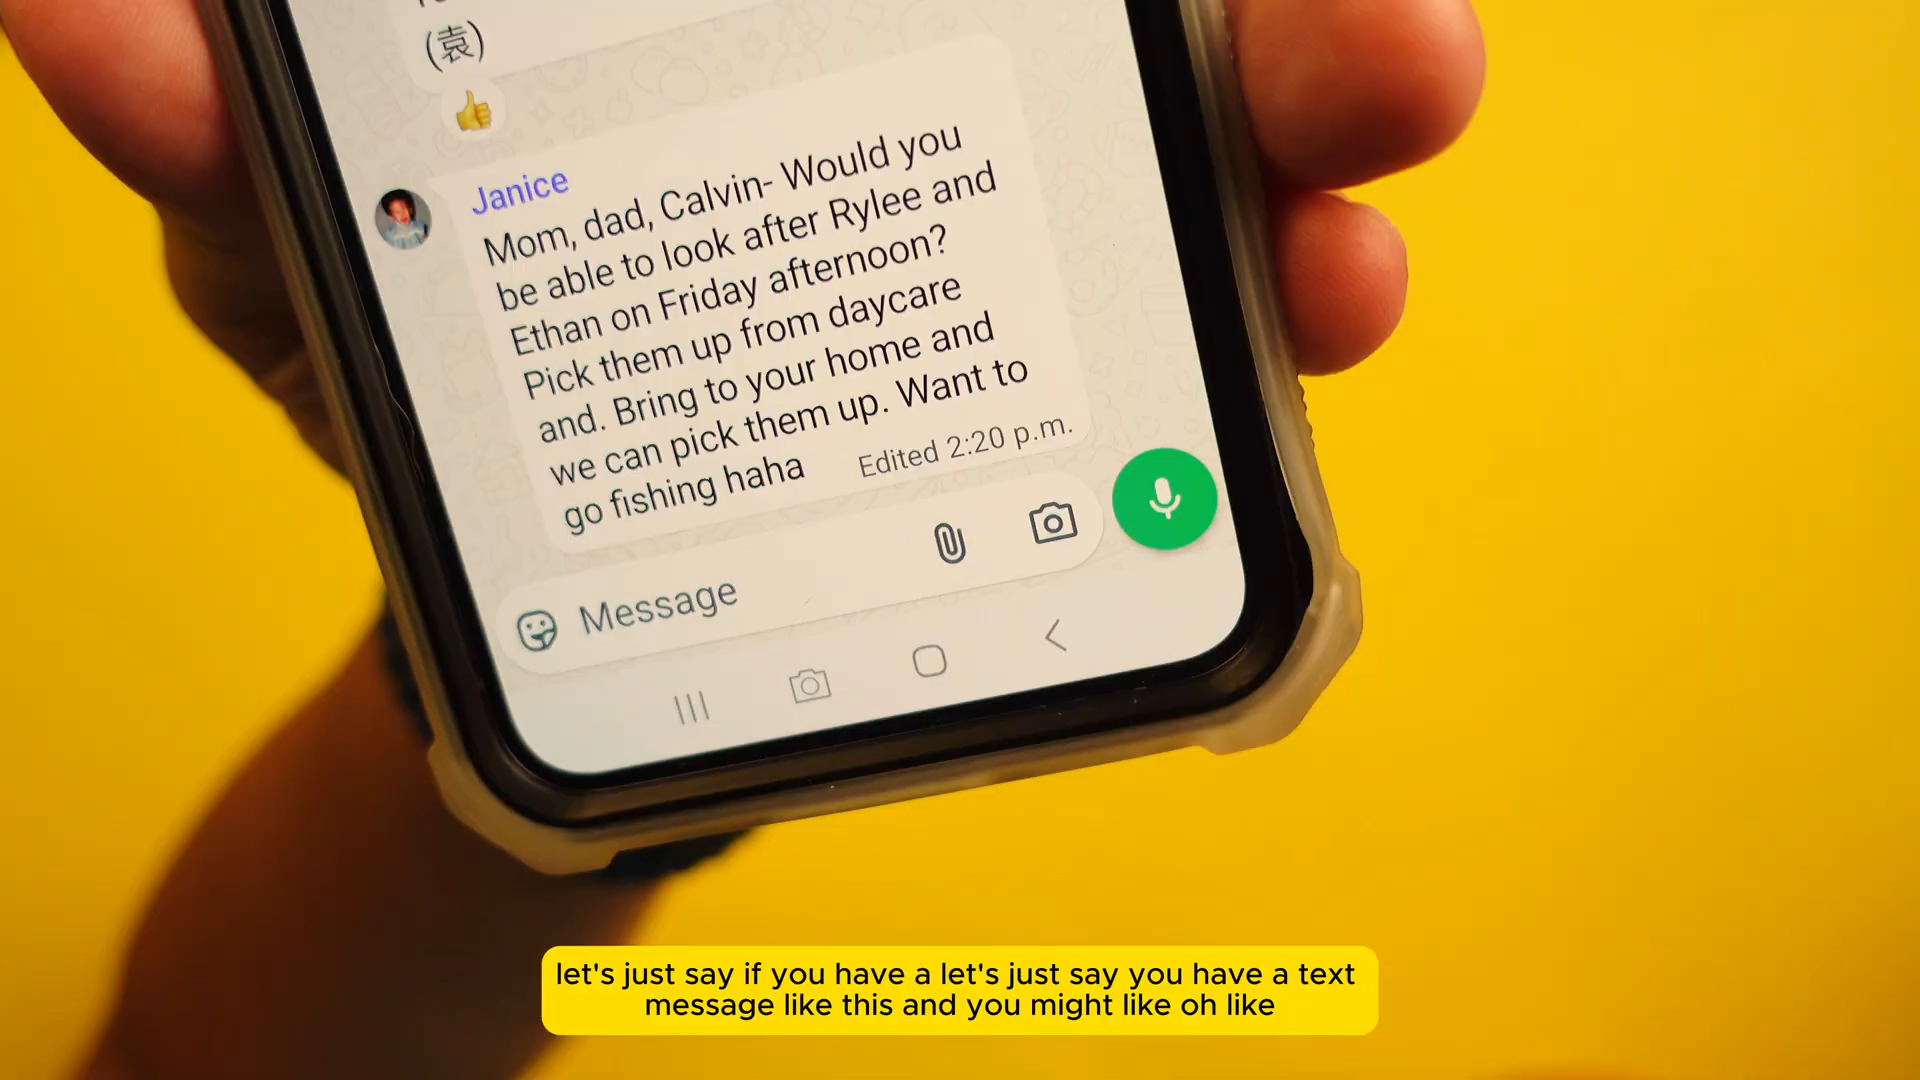 (袁)
Janice
Mom, dad, Calvin- Would you
be able to look after Rylee and
Ethan on Friday afternoon?
Pick them up from daycare
and. Bring to your home and
we can pick them up. Want to
go fishing haha
Edited 2:20 p.m.
Message
let's just say if you have a let's just say you have a text
message like this and you might like oh like